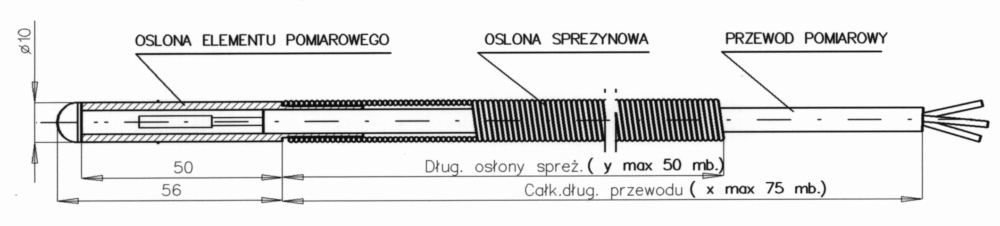 ø10
OSLONA ELEMENTU POMIAROWEGO
OSLONA SPREZYNOWA
PRZEWOD POMIAROWY
50
Dług. osłony spreż. ( y max 50 mb.)
56
Całk.dług. przewodu ( x max 75 mb.)